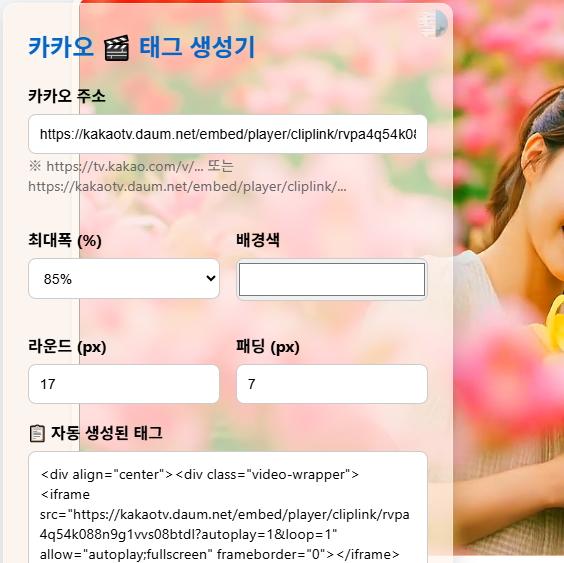 카카오 🎬 태그 생성기
카카오 주소
https://kakaotv.daum.net/embed/player/cliplink/rvpa4q54k08
※ https://tv.kakao.com/v/... 또는
https://kakaotv.daum.net/embed/player/cliplink/...
최대폭 (%) 배경색
85%
라운드 (px) 패딩 (px)
17 7
📋 자동 생성된 태그
<div align="center"><div class="video-wrapper">
<iframe
src="https://kakaotv.daum.net/embed/player/cliplink/rvpa
4q54k088n9g1vvs08btdl?autoplay=1&loop=1"
allow="autoplay;fullscreen" frameborder="0"></iframe>